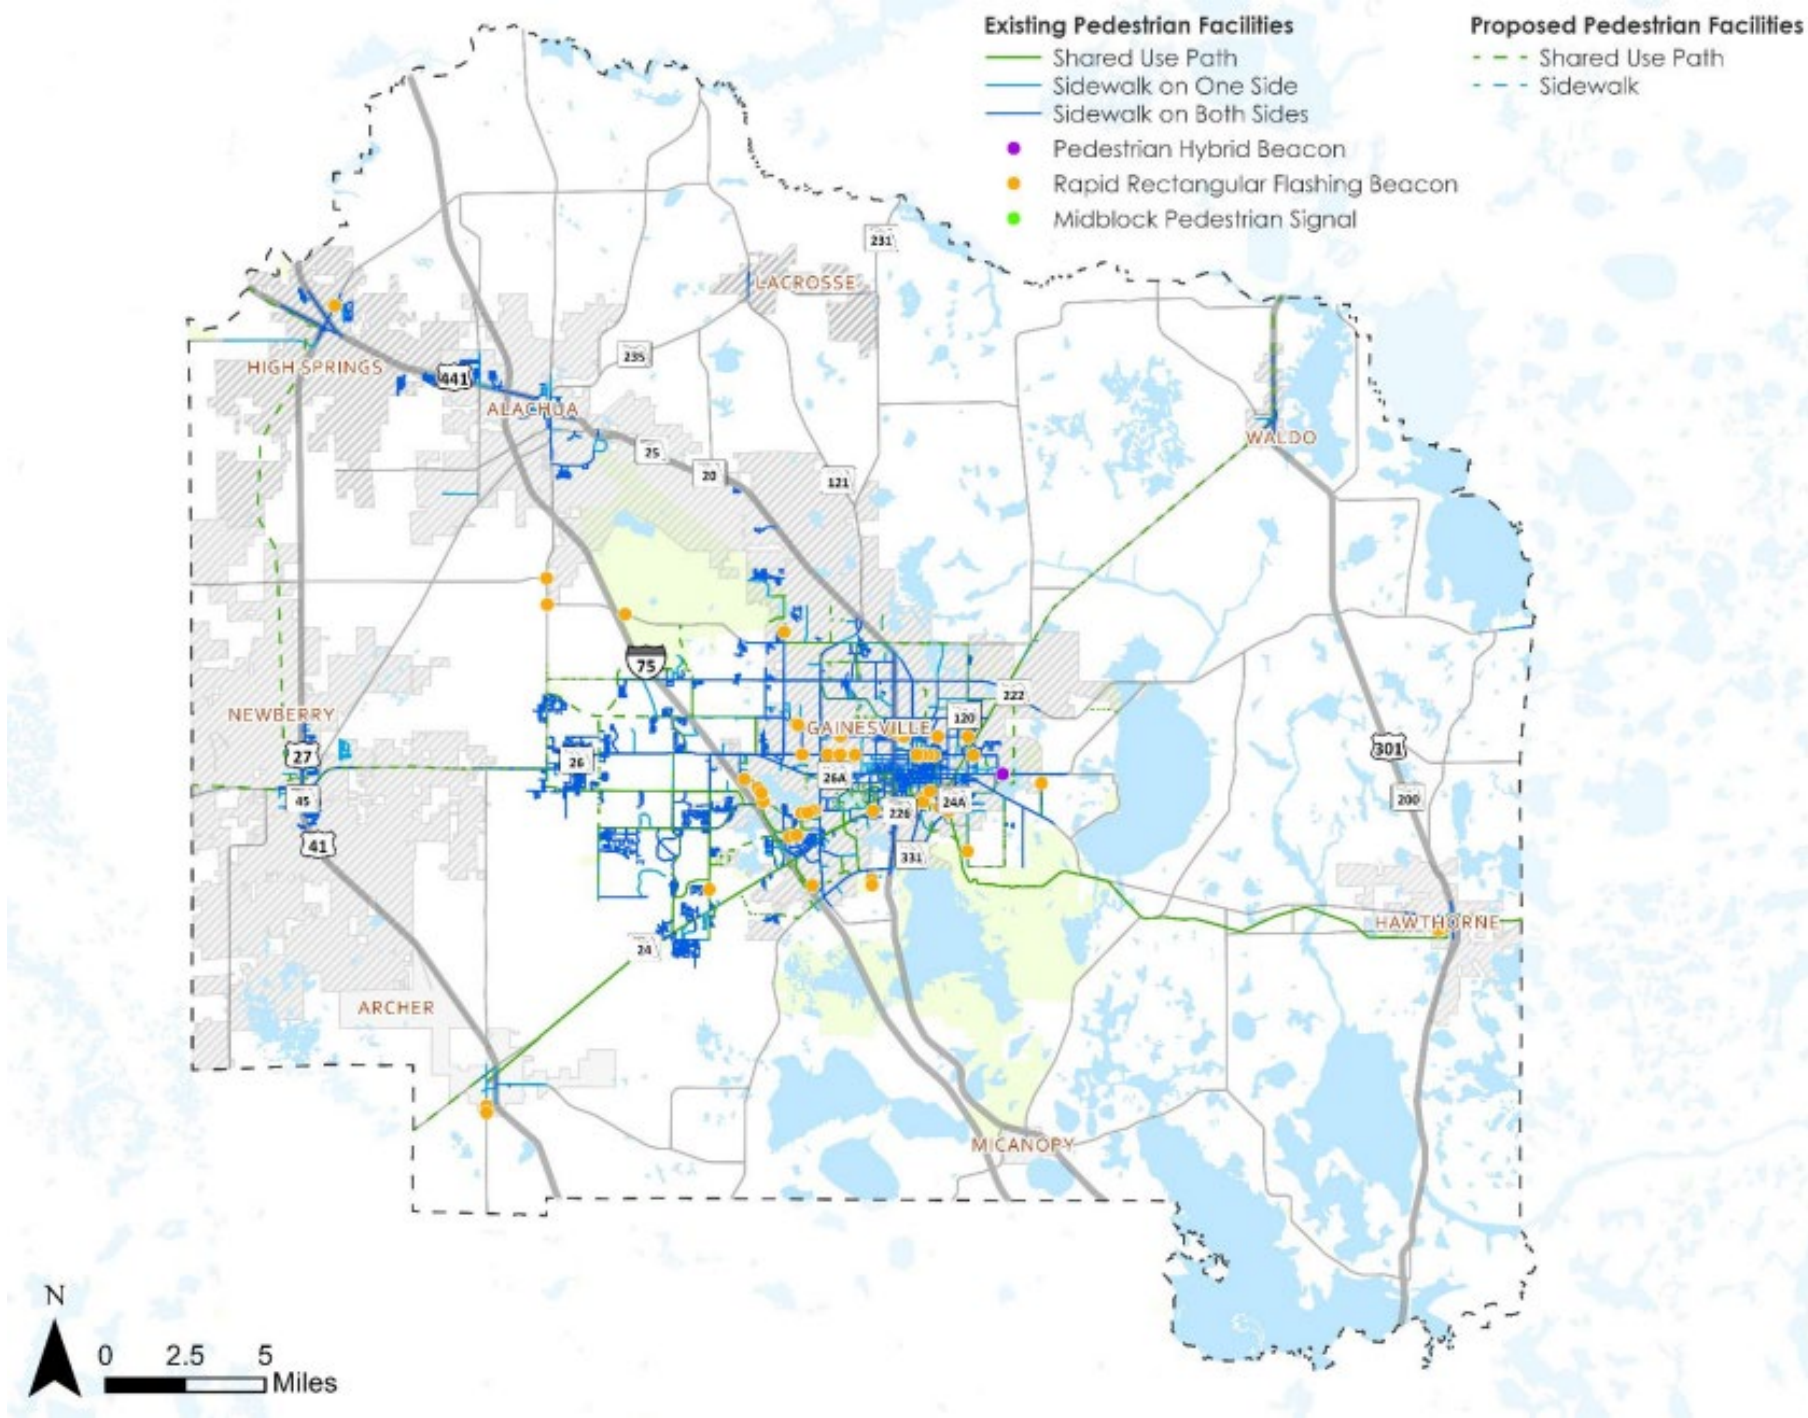 Existing Pedestrian Facilities
Shared Use Path
Sidewalk on One Side
Sidewalk on Both Sides
Pedestrian Hybrid Beacon
Rapid Rectangular Flashing Beacon
Midblock Pedestrian Signal
Proposed Pedestrian Facilities
Shared Use Path
Sidewalk
231
LACROSSE
HIGH SPRINGS
235
441
ALACHUA
WALDO
25
20
121
75
222
NEWBERRY
120
GAINESVILLE
27
26
301
26A
45
24A
200
226
41
331
HAWTHORNE
24
ARCHER
MICANOPY
N
0 2.5 5
Miles